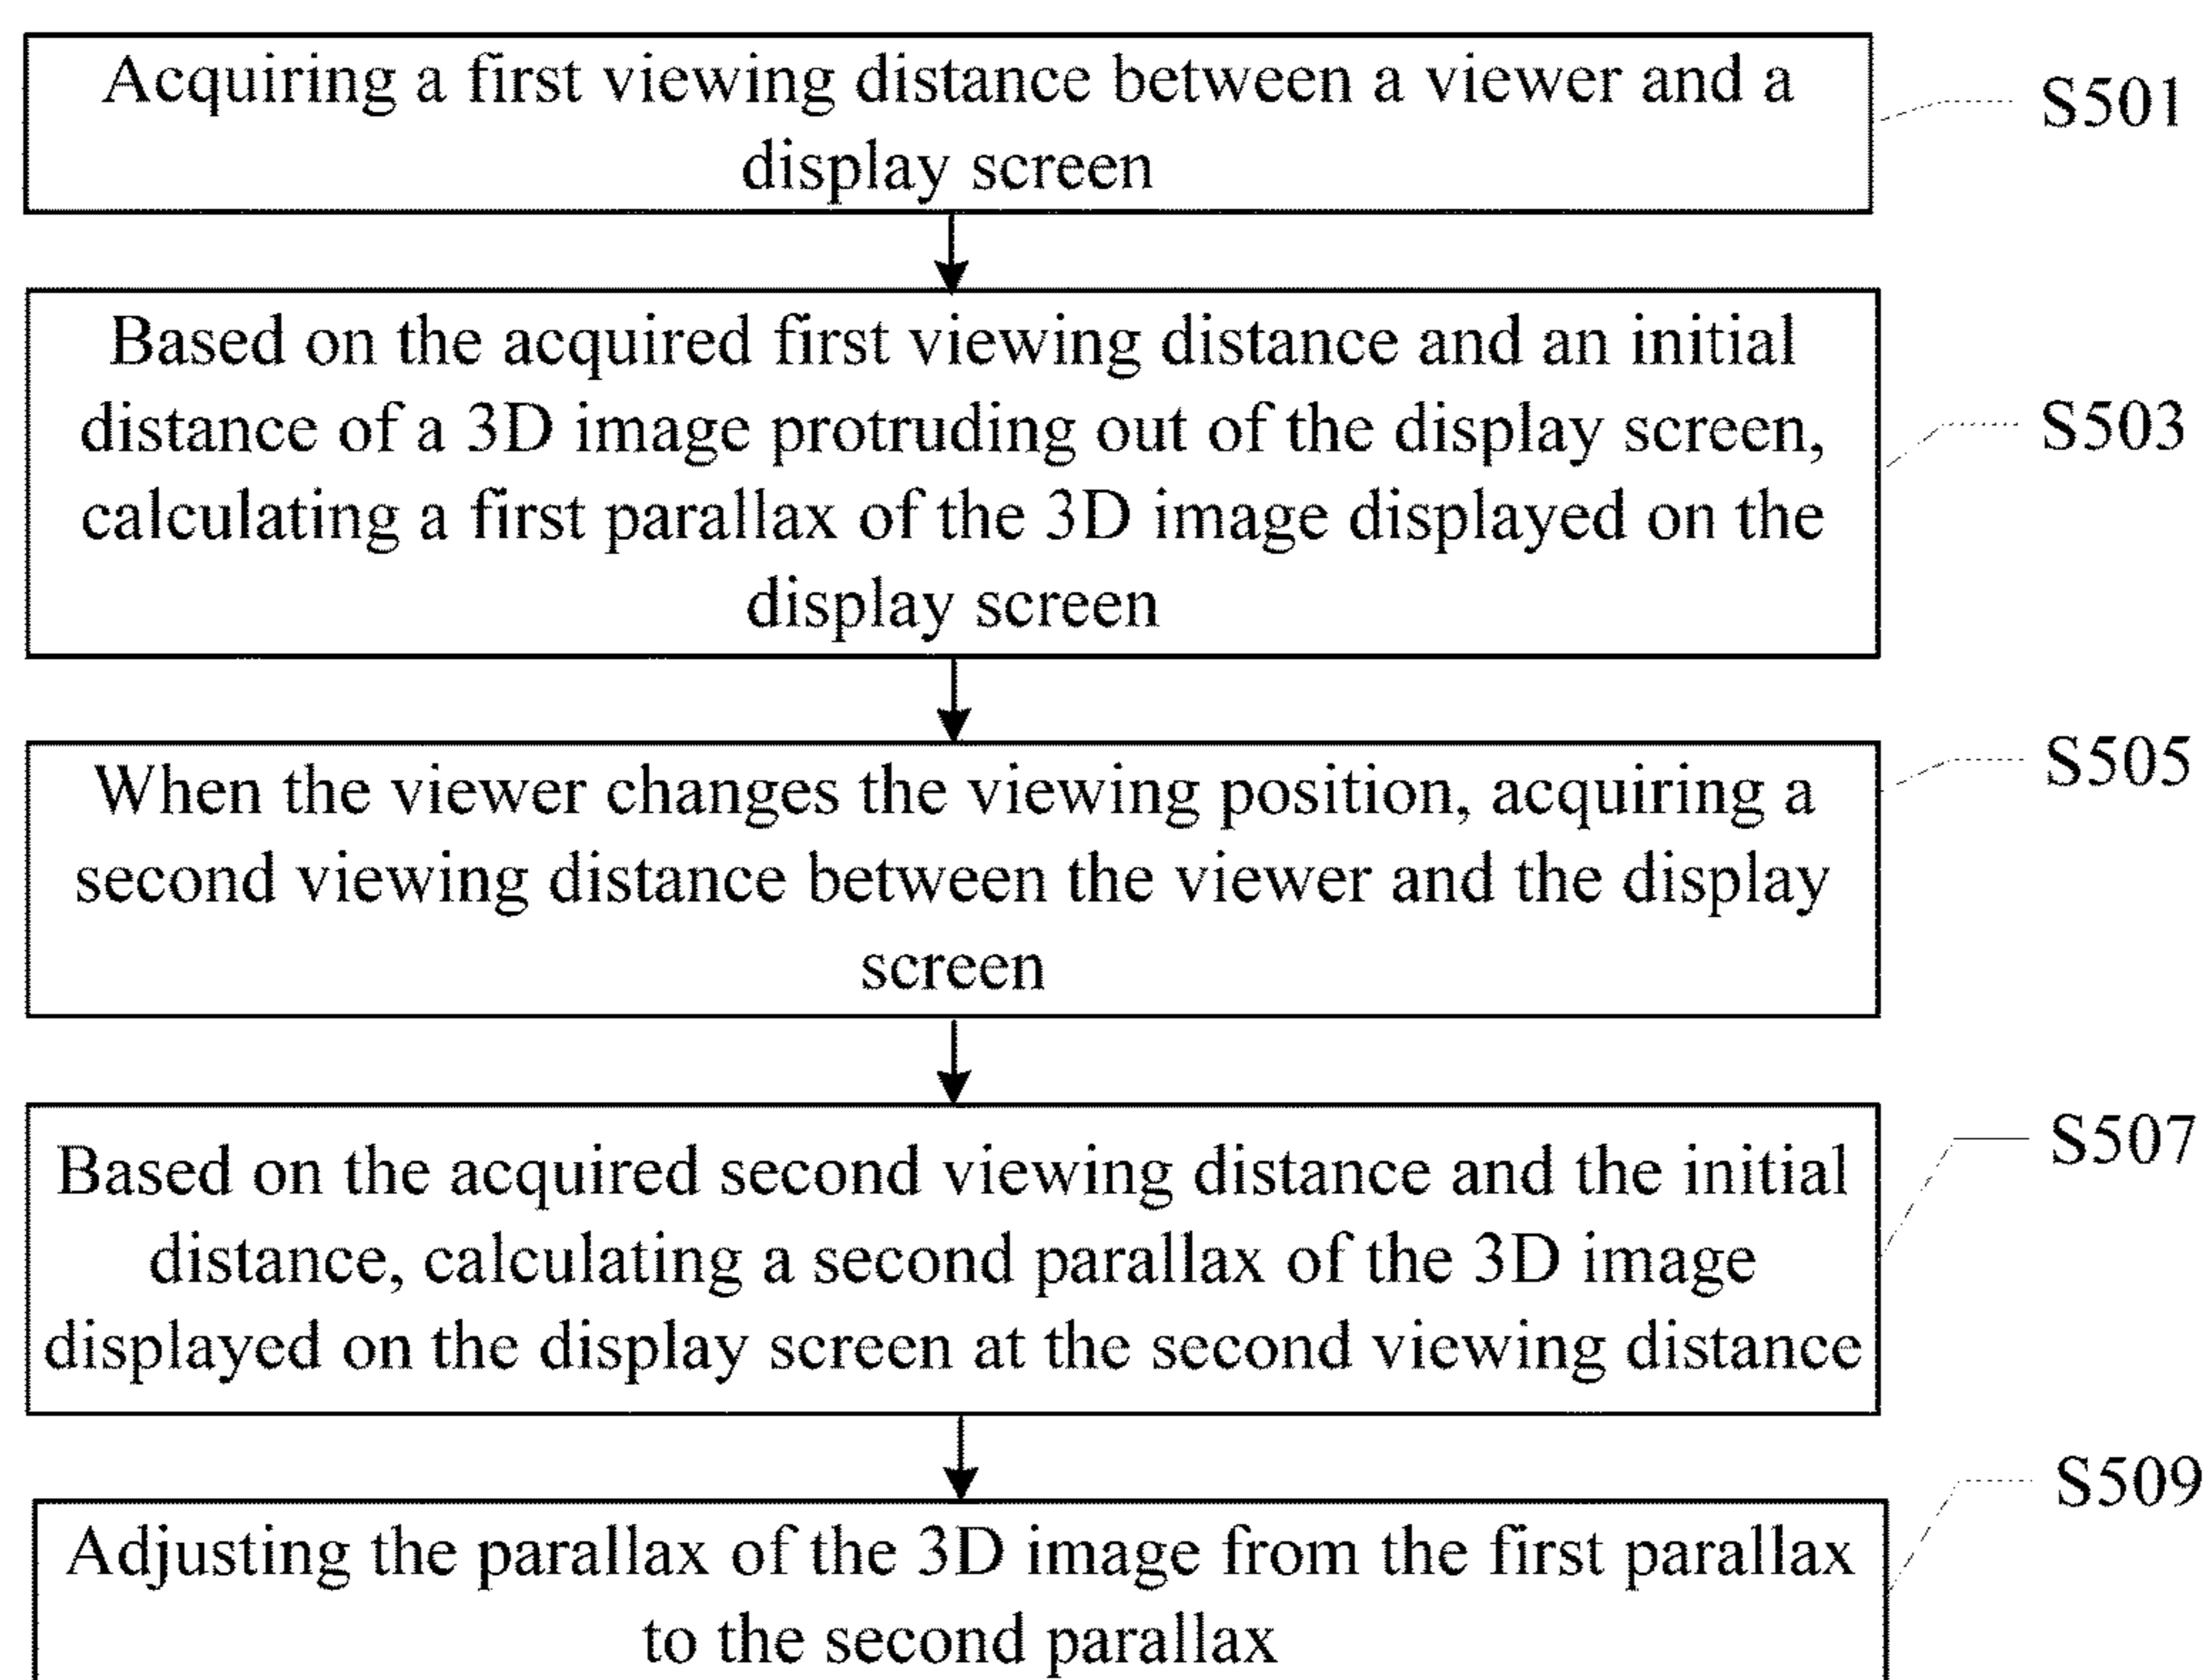 Acquiring a first viewing distance between a viewer and a
display screen
S501
Based on the acquired first viewing distance and an initial
distance of a 3D image protruding out of the display screen,
calculating a first parallax of the 3D image displayed on the
display screen
S503
When the viewer changes the viewing position, acquiring a
second viewing distance between the viewer and the display
screen
S505
Based on the acquired second viewing distance and the initial
distance, calculating a second parallax of the 3D image
displayed on the display screen at the second viewing distance
S507
Adjusting the parallax of the 3D image from the first parallax
to the second parallax
S509